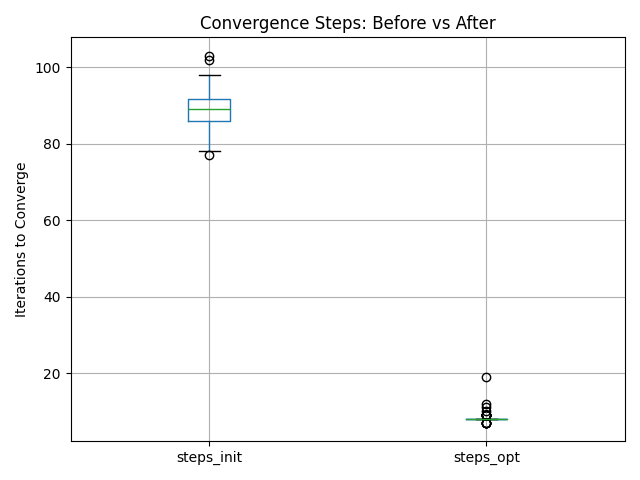 Convergence Steps: Before vs After
Iterations to Converge
100
80
60
40
20
steps_init
steps_opt